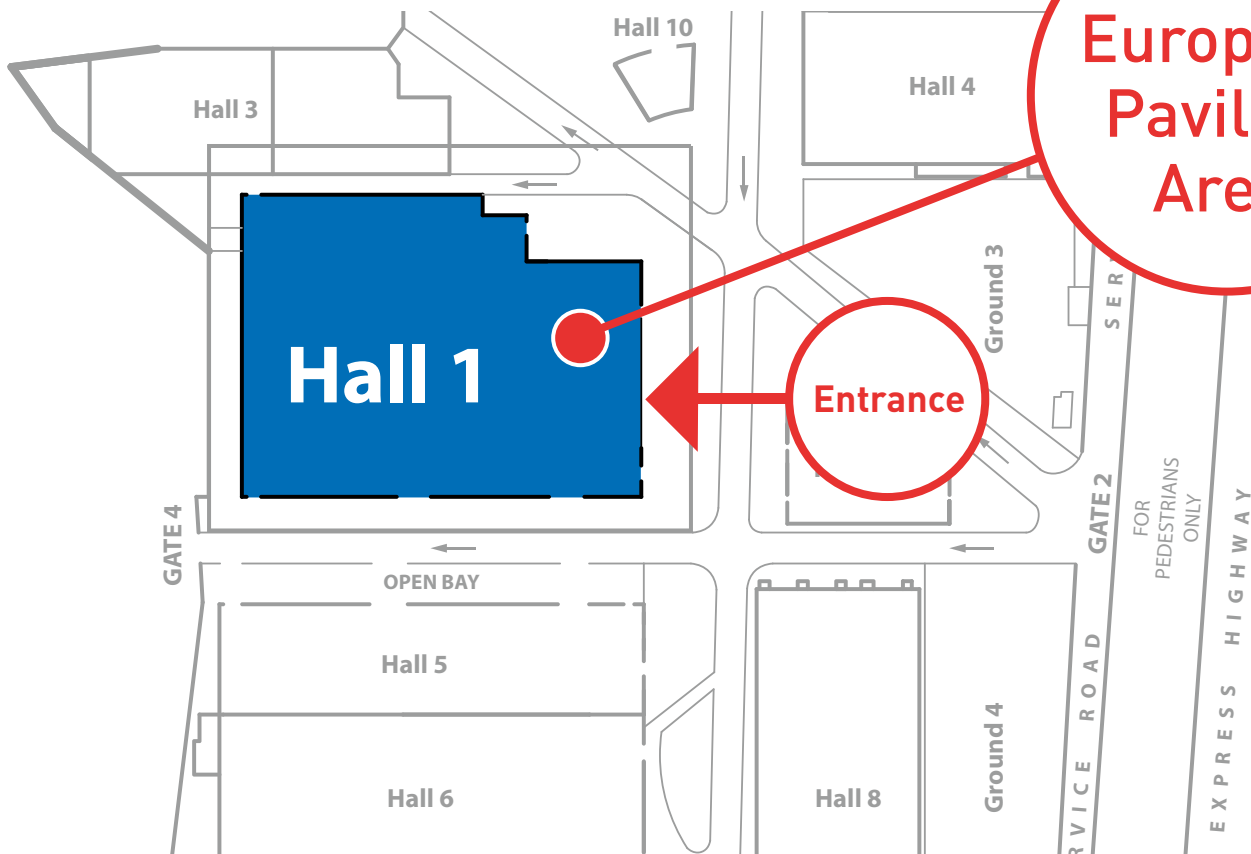 Hall 10
Europ
Pavil
Are
Hall 4
Hall 3
Ground 3
SER
Hall 1
Entrance
GATE 4
GATE 2
FOR
PEDESTRIANS
ONLY
EXPRESS HIGHWAY
OPEN BAY
Hall 5
RVICE ROAD
Ground 4
Hall 6
Hall 8